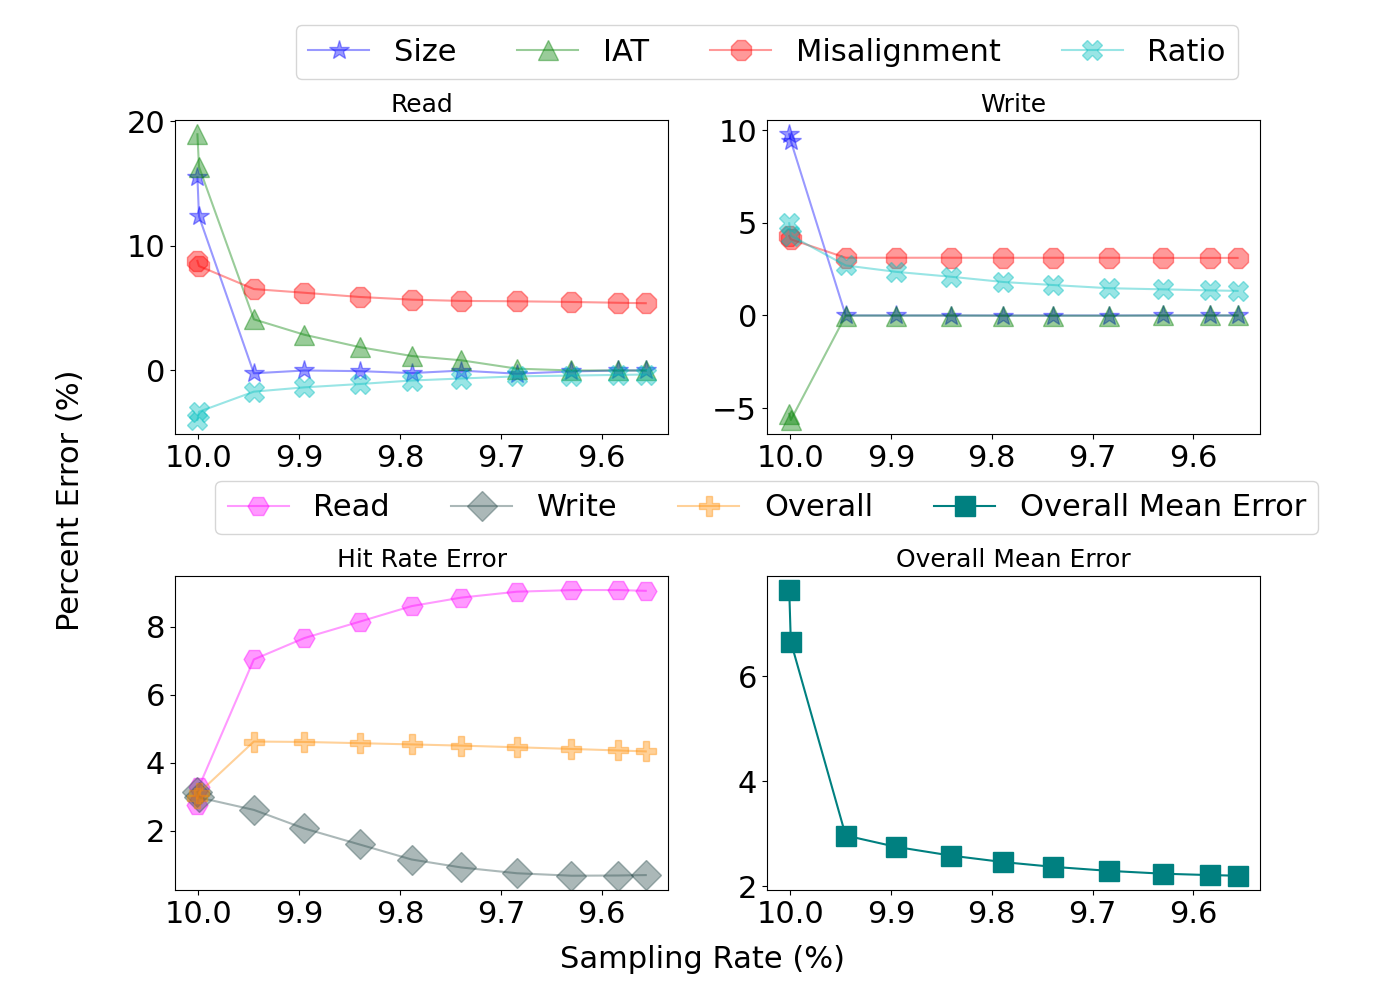 Size IAT Misalignment Ratio
Read Write
20
10
0
10
5
0
−5
10.0 9.9 9.8 9.7 9.6
10.0 9.9 9.8 9.7 9.6
Percent Error (%)
Read Write Overall Overall Mean Error
Hit Rate Error Overall Mean Error
8
6
4
2
6
4
2
10.0 9.9 9.8 9.7 9.6
10.0 9.9 9.8 9.7 9.6
Sampling Rate (%)